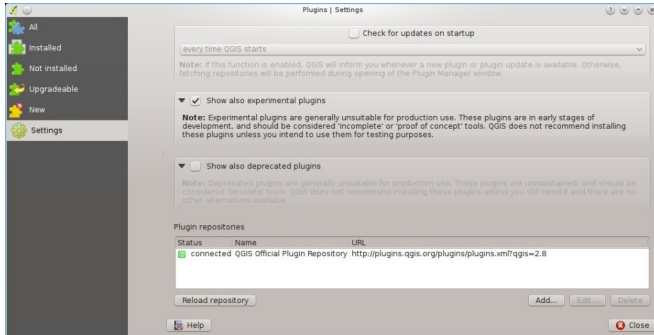 Plugins | Settings
All
Installed
Not installed
Upgradeable
New
Settings
Check for updates on startup
every time QGIS starts
Note: If this function is enabled, QGIS will inform you whenever a new plugin or plugin update is available. Otherwise,
fetching repositories will be performed during opening of the Plugin Manager window.
Show also experimental plugins
Note: Experimental plugins are generally unsuitable for production use. These plugins are in early stages of
development, and should be considered 'incomplete' or 'proof of concept' tools. QGIS does not recommend installing
these plugins unless you intend to use them for testing purposes.
Show also deprecated plugins
Note: Deprecated plugins are generally unsuitable for production use. These plugins are unmaintained, and should be
considered 'obsolete' tools. QGIS does not recommend installing these plugins unless you still need it and there are no
other alternatives available.
Plugin repositories
Status Name URL
connected QGIS Official Plugin Repository http://plugins.qgis.org/plugins/plugins.xml?qgis=2.8
Reload repository Add... Edit... Delete
Help Close